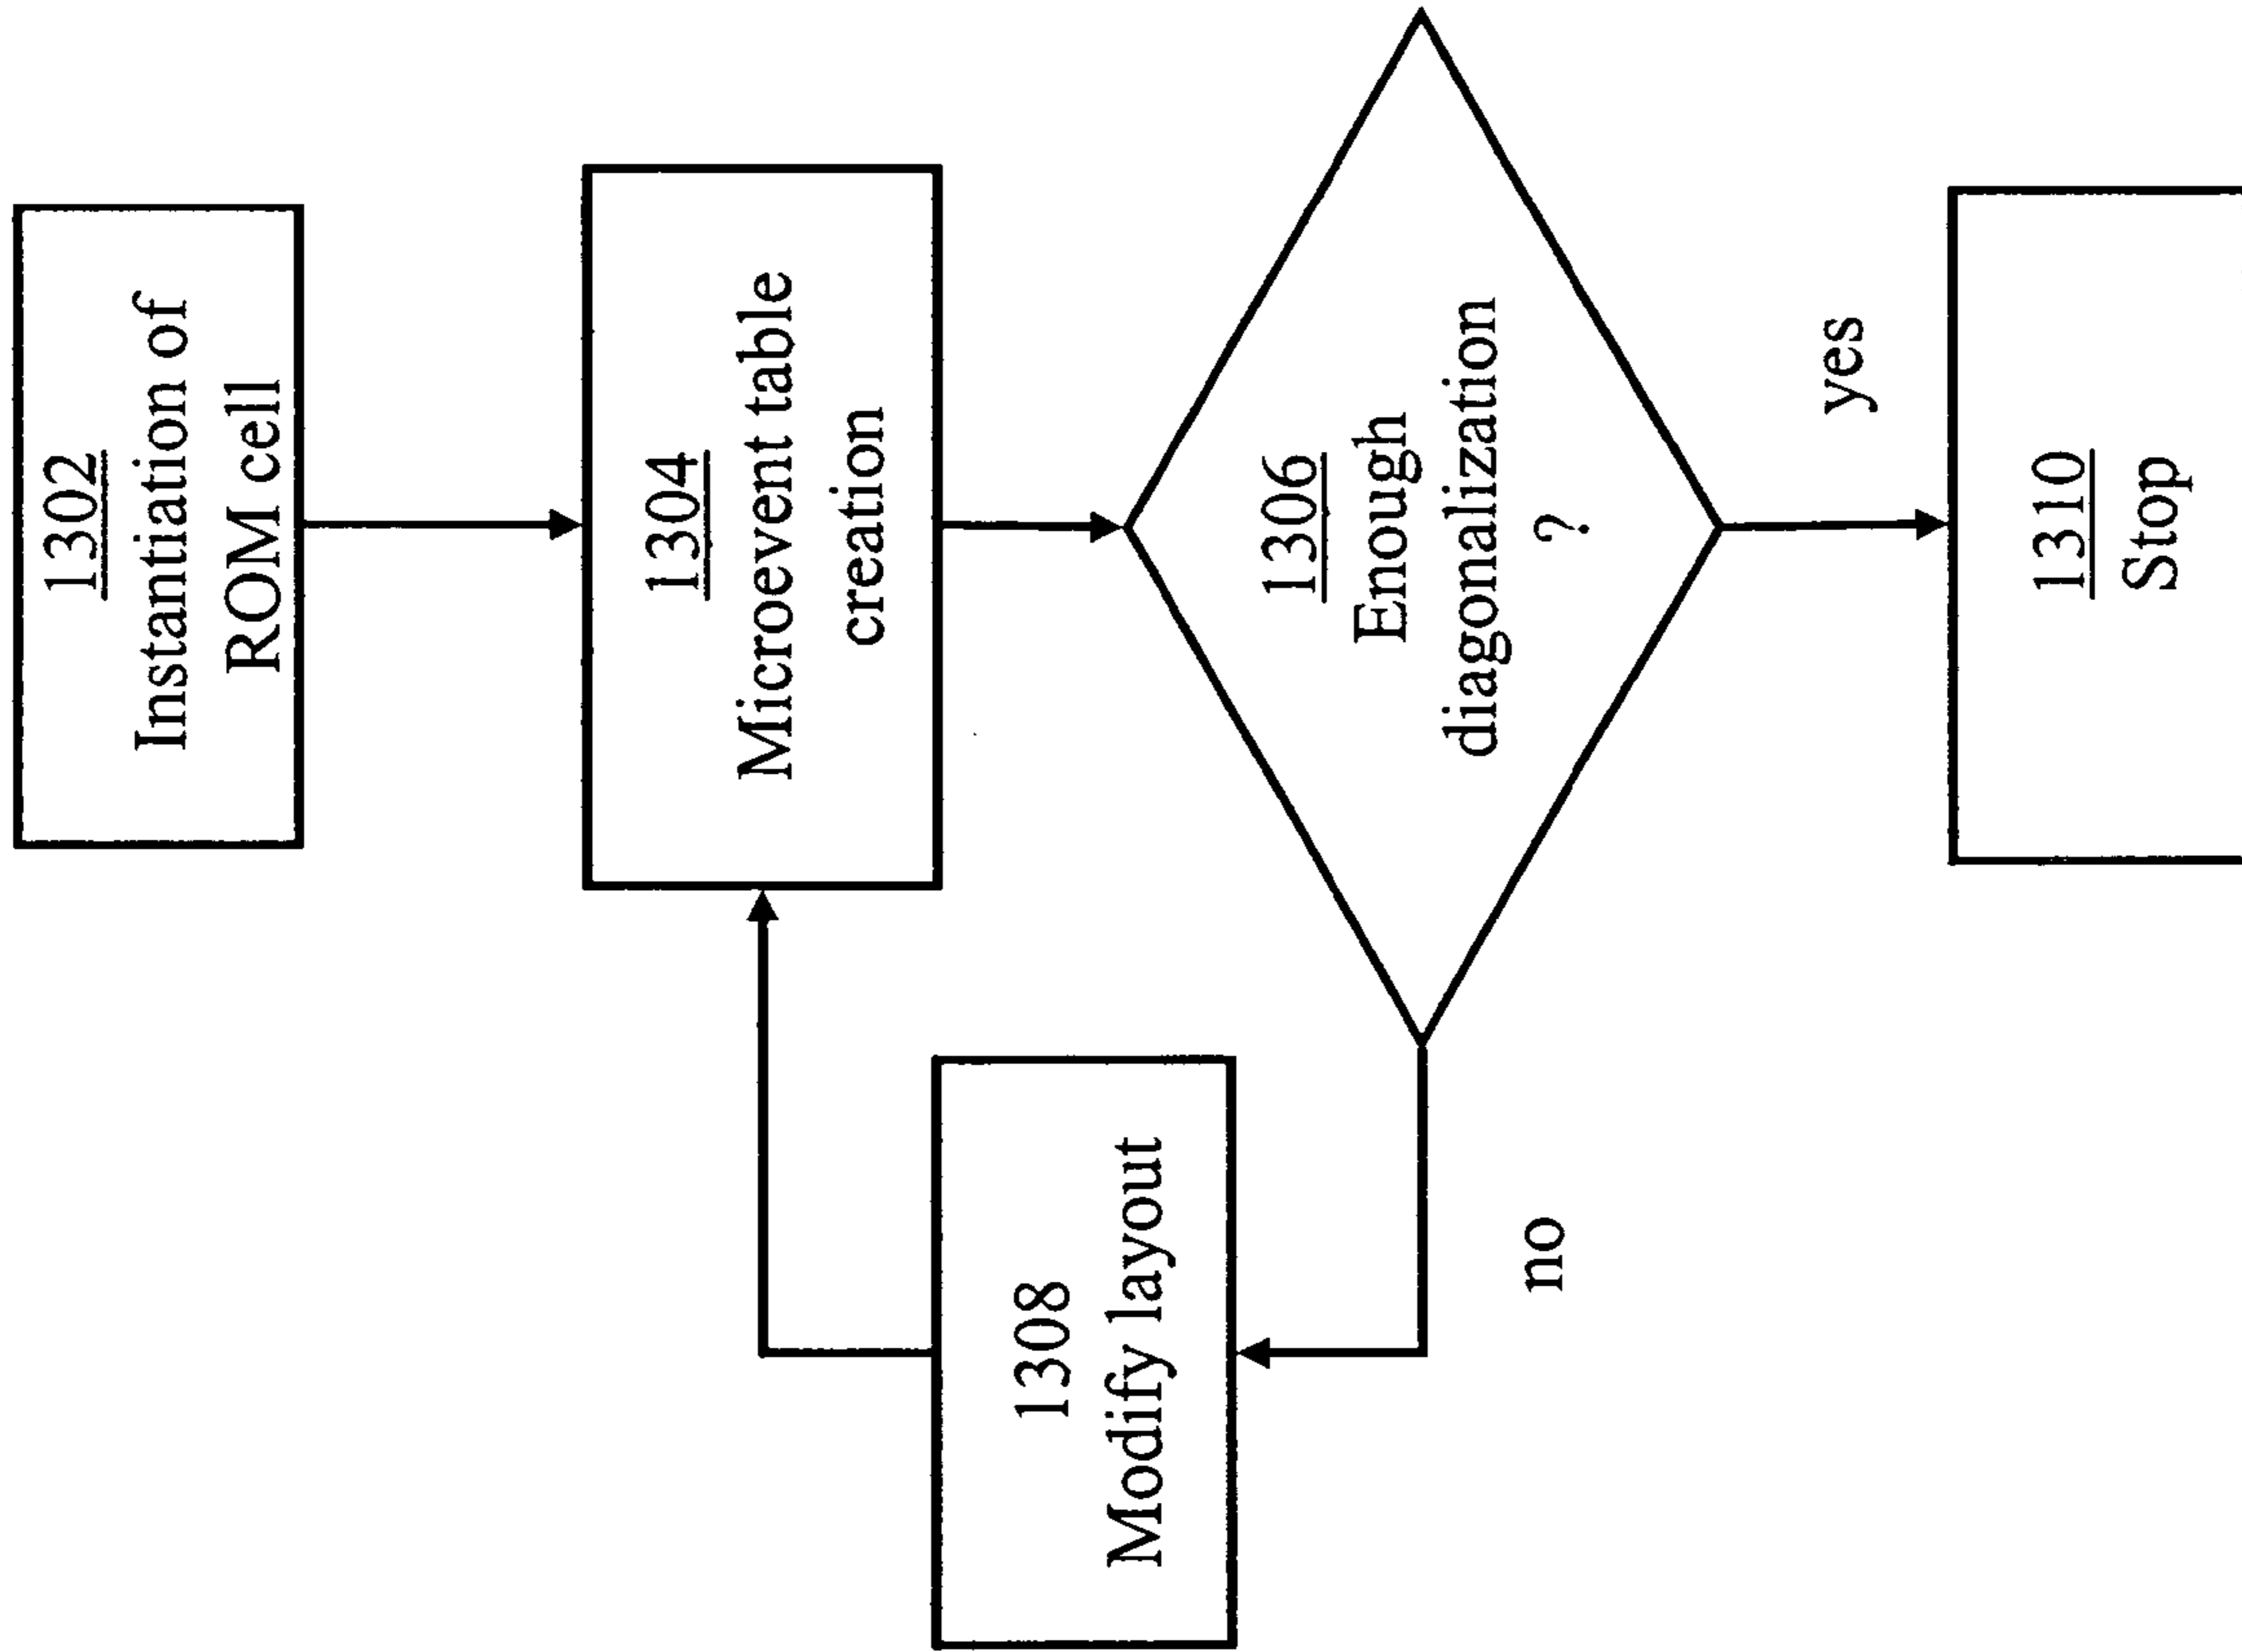 1302
Instantiation of
ROM cell
1304
Microevent table
creation
1306
Enough
diagonalization
?
yes
1310
Stop
no
1308
Modify layout